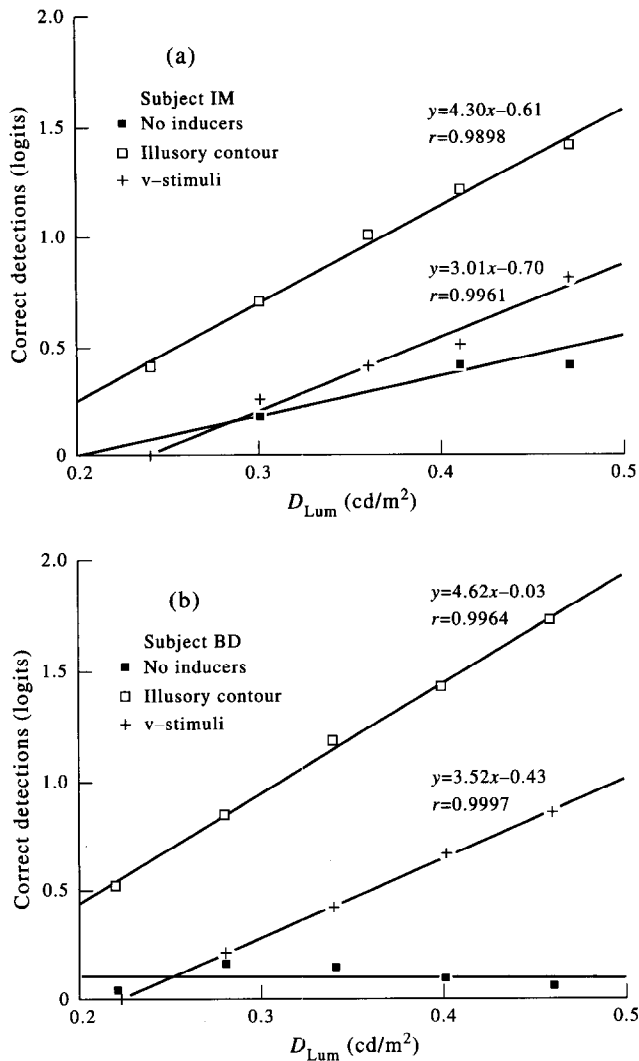 2.0
1.5
1.0
0.5
0
Correct detections (logits)
(a)
Subject IM
No inducers
Illusory contour
v–stimuli
y=4.30x–0.61
r=0.9898
y=3.01x–0.70
r=0.9961
0.2 0.3 0.4 0.5
D_Lum (cd/m²)
2.0
1.5
1.0
0.5
0
Correct detections (logits)
(b)
Subject BD
No inducers
Illusory contour
v–stimuli
y=4.62x–0.03
r=0.9964
y=3.52x–0.43
r=0.9997
0.2 0.3 0.4 0.5
D_Lum (cd/m²)